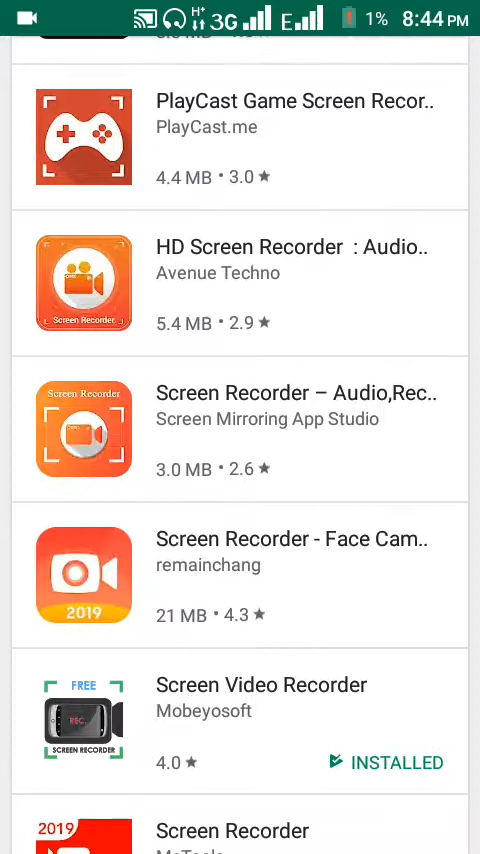 H+ 3G E 1% 8:44 PM
PlayCast Game Screen Recor..
PlayCast.me
4.4 MB • 3.0 ★
HD Screen Recorder : Audio..
Avenue Techno
Screen Recorder
5.4 MB • 2.9 ★
Screen Recorder
Screen Recorder – Audio,Rec..
Screen Mirroring App Studio
3.0 MB • 2.6 ★
Screen Recorder - Face Cam..
remainchang
2019
21 MB • 4.3 ★
FREE
Screen Video Recorder
REC.
Mobeyosoft
SCREEN RECORDER
4.0 ★ INSTALLED
2019
Screen Recorder